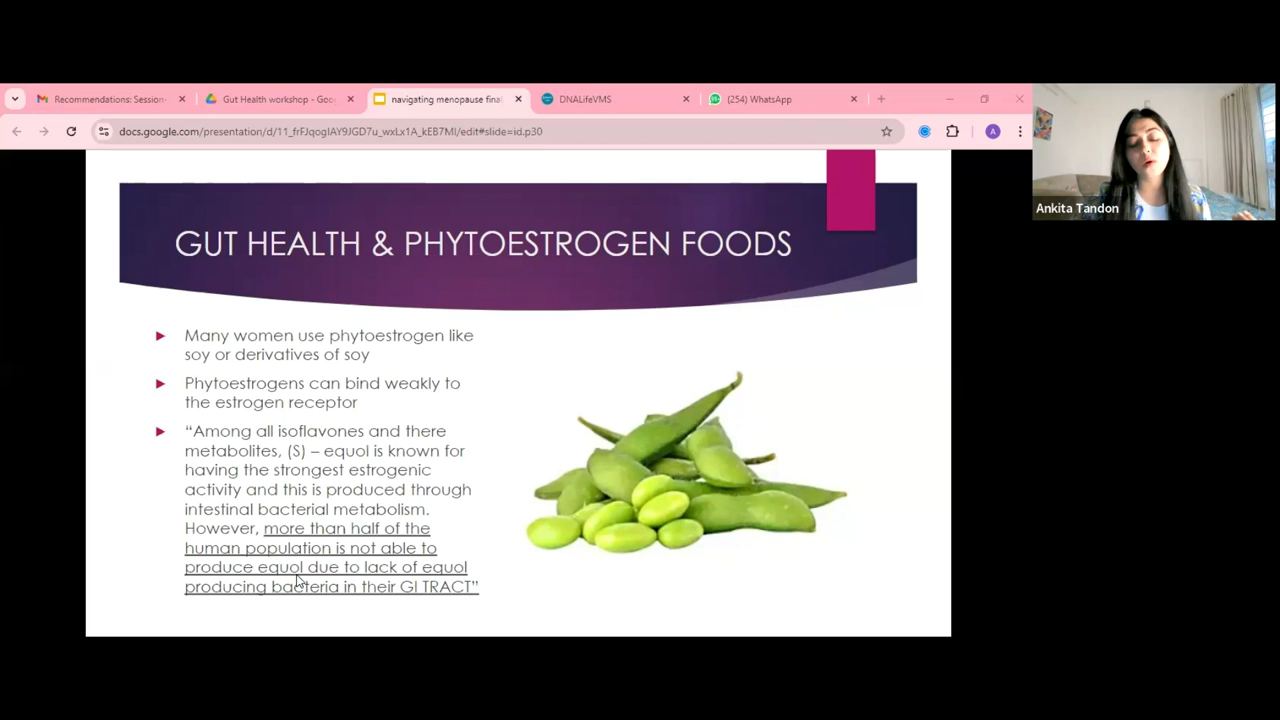 Recommendations: Session
Gut Health workshop - Goo
navigating menopause fina
DNALifeVMS
(254) WhatsApp
docs.google.com/presentation/d/11_frFJqogIAY9JGD7u_wxLx1A_kEB7MI/edit#slide=id.p30
A
Ankita Tandon
GUT HEALTH & PHYTOESTROGEN FOODS
Many women use phytoestrogen like
soy or derivatives of soy
Phytoestrogens can bind weakly to
the estrogen receptor
“Among all isoflavones and there
metabolites, (S) – equol is known for
having the strongest estrogenic
activity and this is produced through
intestinal bacterial metabolism.
However, more than half of the
human population is not able to
produce equol due to lack of equol
producing bacteria in their GI TRACT”